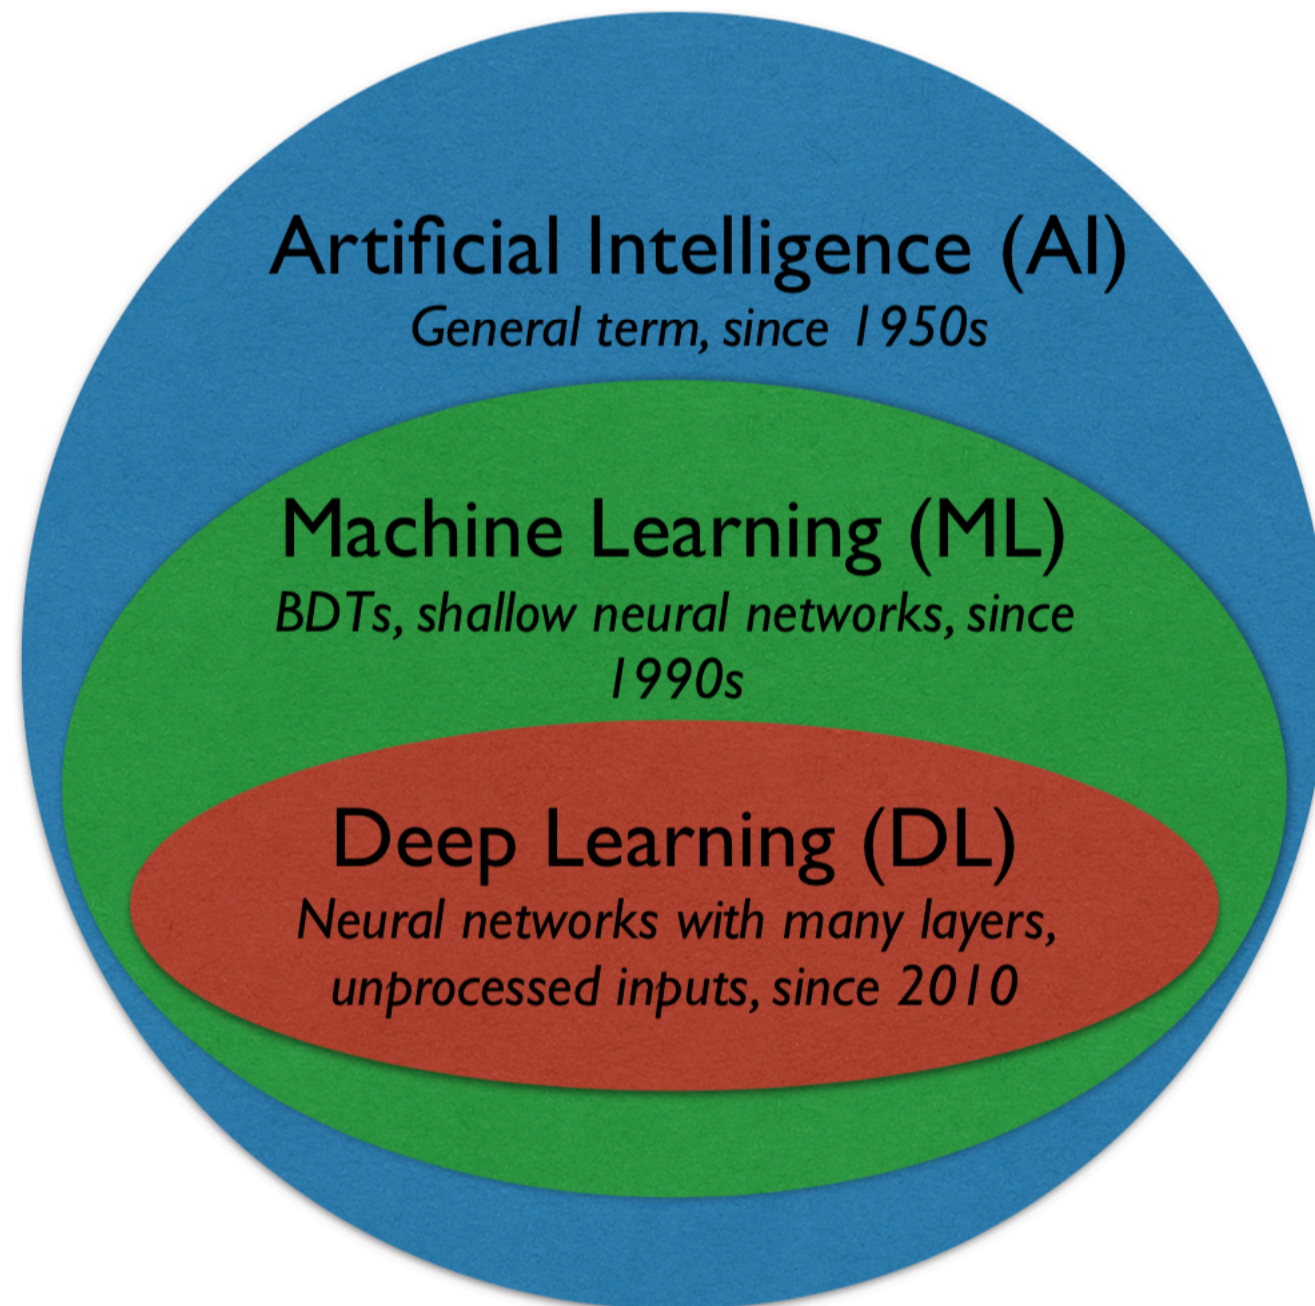 Artificial Intelligence (AI)
General term, since 1950s
Machine Learning (ML)
BDTs, shallow neural networks, since
1990s
Deep Learning (DL)
Neural networks with many layers,
unprocessed inputs, since 2010